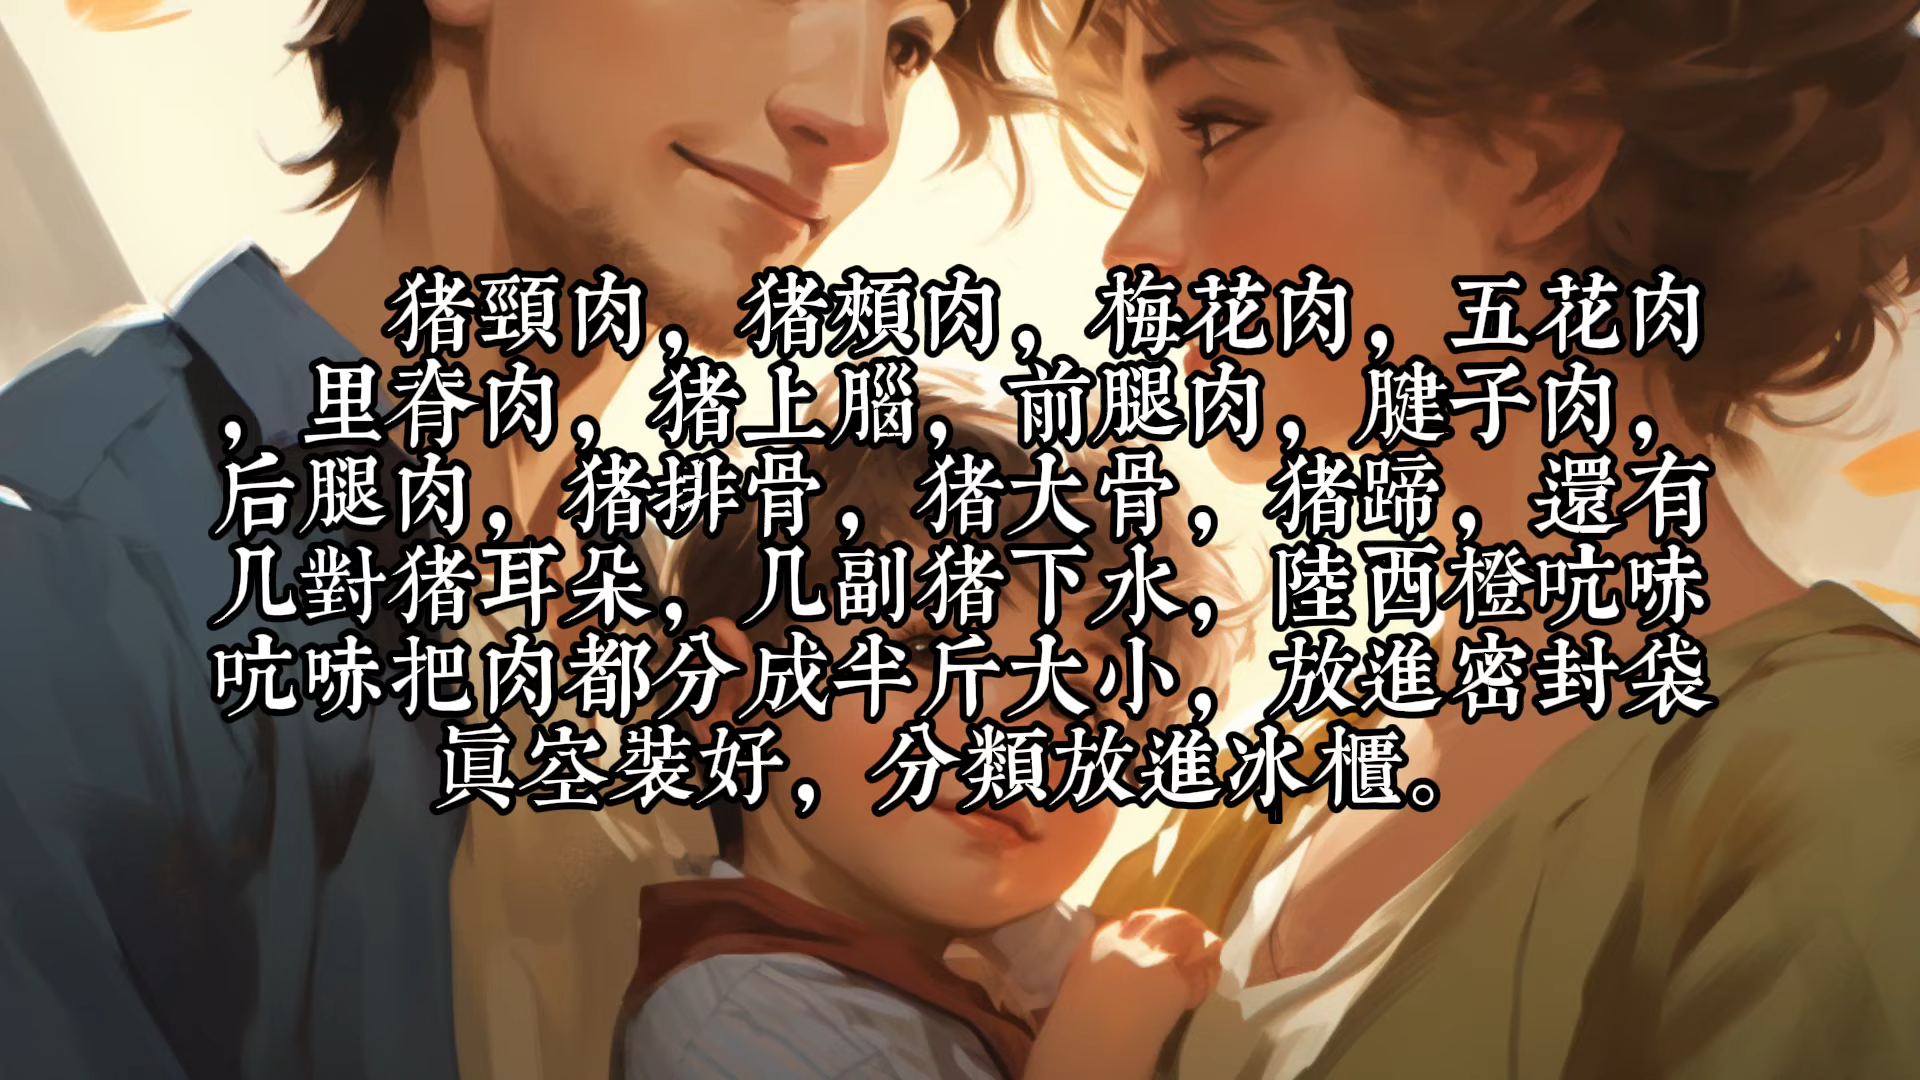 猪頸肉，猪頰肉，梅花肉，五花肉
，里脊肉，猪上腦，前腿肉，腱子肉，
后腿肉，猪排骨，猪大骨，猪蹄，還有
几對猪耳朵，几副猪下水，陸西橙吭哧
吭哧把肉都分成半斤大小，放進密封袋
眞空裝好，分類放進冰櫃。